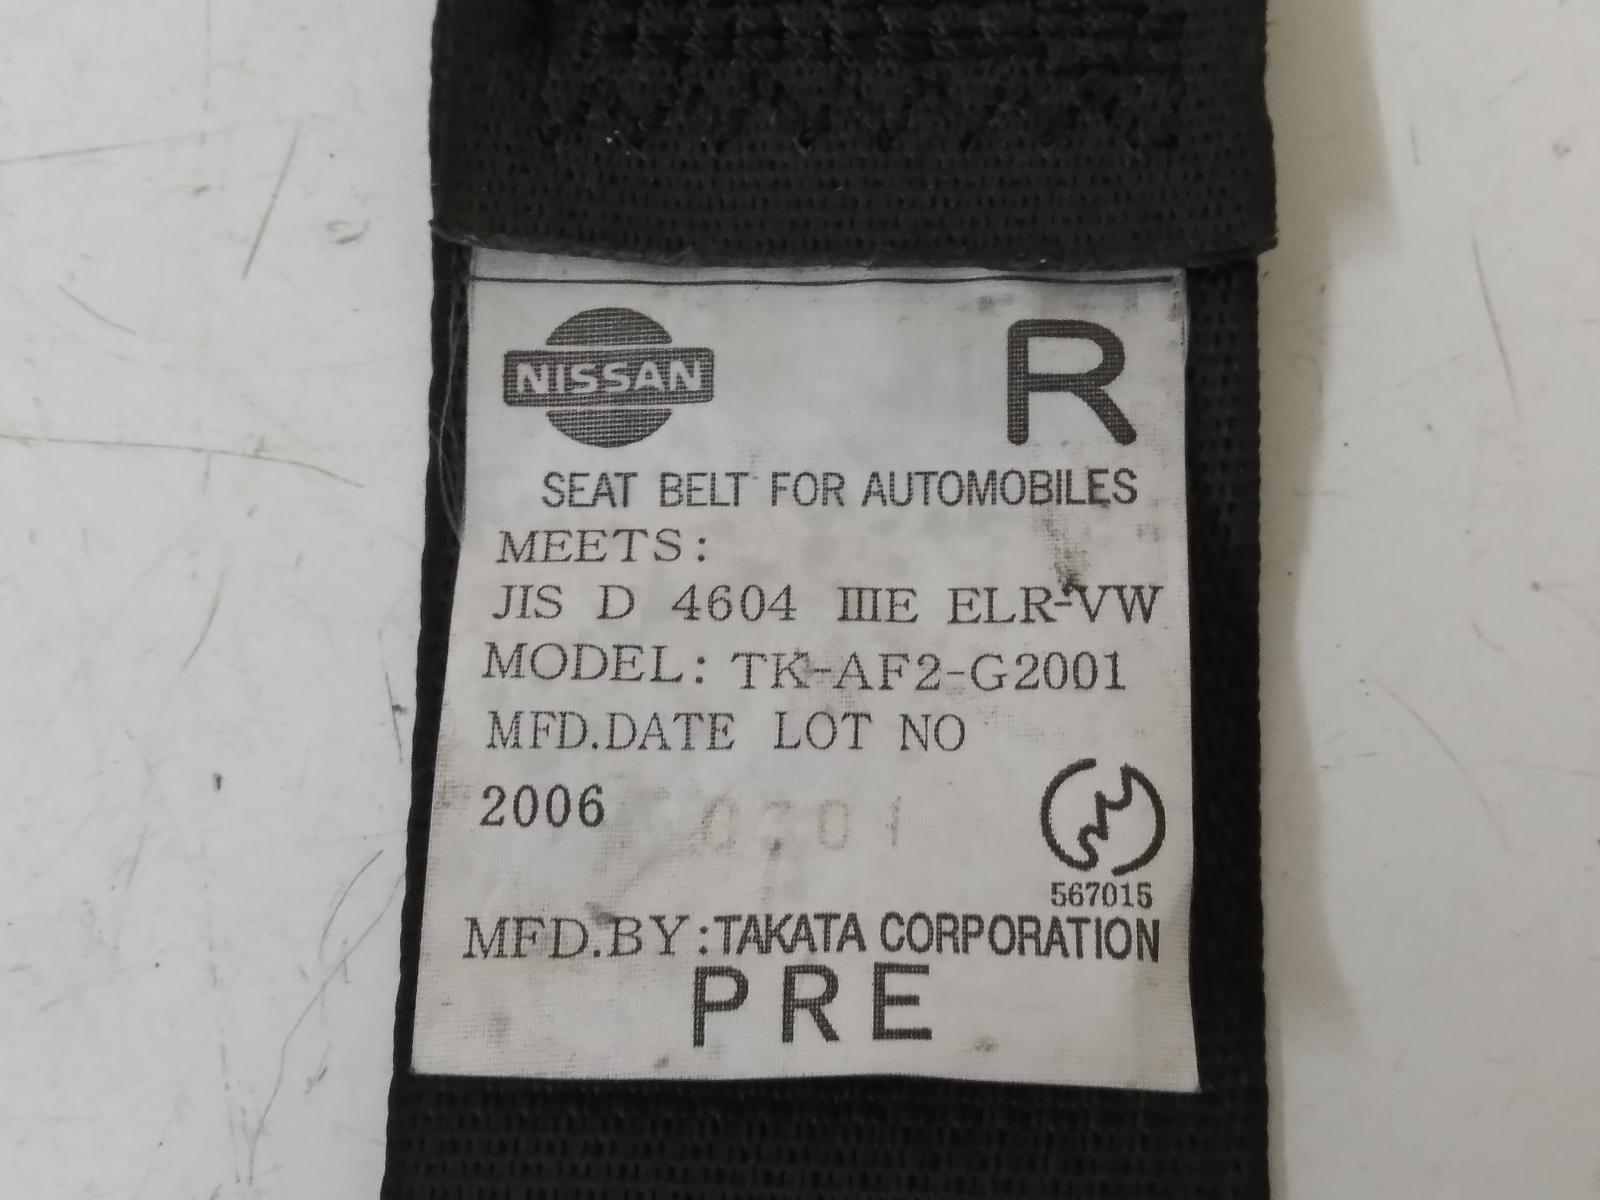 NISSAN R
SEAT BELT FOR AUTOMOBILES
MEETS:
JIS D 4604 IIIE ELR-VW
MODEL: TK-AF2-G2001
MFD.DATE LOT NO
2006
567015
MFD.BY:TAKATA CORPORATION
PRE